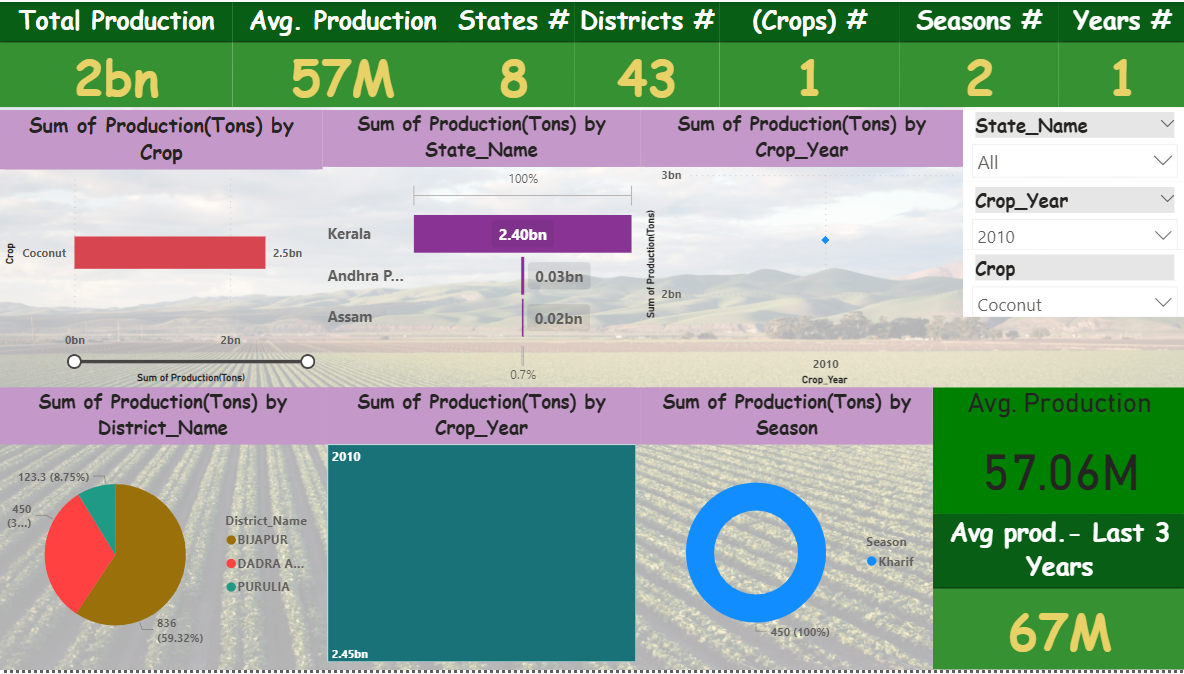 Total Production
Avg. Production
States #
Districts #
(Crops) #
Seasons #
Years #
2bn
57M
8
43
1
2
1
Sum of Production(Tons) by
Crop
Crop
Coconut
2.5bn
0bn
2bn
Sum of Production(Tons)
Sum of Production(Tons) by
State_Name
100%
Kerala
2.40bn
Andhra P...
0.03bn
Assam
0.02bn
0.7%
Sum of Production(Tons) by
Crop_Year
3bn
Sum of Production(Tons)
2bn
2010
Crop_Year
State_Name
All
Crop_Year
2010
Crop
Coconut
Sum of Production(Tons) by
District_Name
123.3 (8.75%)
450
(3...)
836
(59.32%)
District_Name
BIJAPUR
DADRA A...
PURULIA
Sum of Production(Tons) by
Crop_Year
2010
2.45bn
Sum of Production(Tons) by
Season
Season
Kharif
450 (100%)
Avg. Production
57.06M
Avg prod.- Last 3
Years
67M